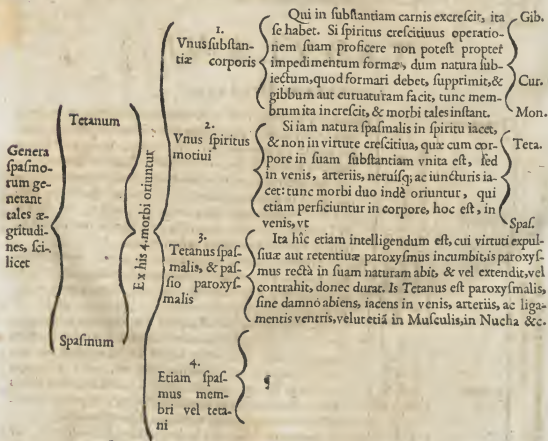 Genera
ſpaſmo-
rum ge-
nerant
tales æ-
gritudi-
nes, ſci-
licet
Tetanum
Spaſmum
Ex his 4. morbi oriuntur
1.
Vnus ſubſtan-
tiæ corporis
Qui in ſubſtantiam carnis excreſcit, ita
ſe habet. Si ſpiritus creſcitiuus operatio-
nem ſuam proficere non poteſt propter
impedimentum formæ, dum natura ſub-
iectum, quod formari debet, ſupprimit, &
gibbum aut curuaturam facit, tunc mem-
brum ita increſcit, & morbi tales inſtant.
Gib.
Cur.
Mon.
2.
Vnus ſpiritus
motiui
Si iam natura ſpaſmalis in ſpiritu iacet,
& non in virtute creſcitiua, quæ cum cor-
pore in ſuam ſubſtantiam vnita eſt, ſed
in venis, arteriis, neruiſq; ac iuncturis ia-
cet: tunc morbi duo indè oriuntur, qui
etiam perficiuntur in corpore, hoc eſt, in
venis, vt
Teta.
Spaſ.
3.
Tetanus ſpaſ-
malis, & paſ-
ſio paroxyſ-
malis
Ita hîc etiam intelligendum eſt, cui virtuti expul-
ſiuæ aut retentiuæ paroxyſmus incumbit, is paroxyſ-
mus rectà in ſuam naturam abit, & vel extendit, vel
contrahit, donec durat. Is Tetanus eſt paroxyſmalis,
ſine damno abiens, iacens in venis, arteriis, ac liga-
mentis ventris, velut etiā in Muſculis, in Nucha &c.
4.
Etiam ſpaſ-
mus mem-
bri vel teta-
ni